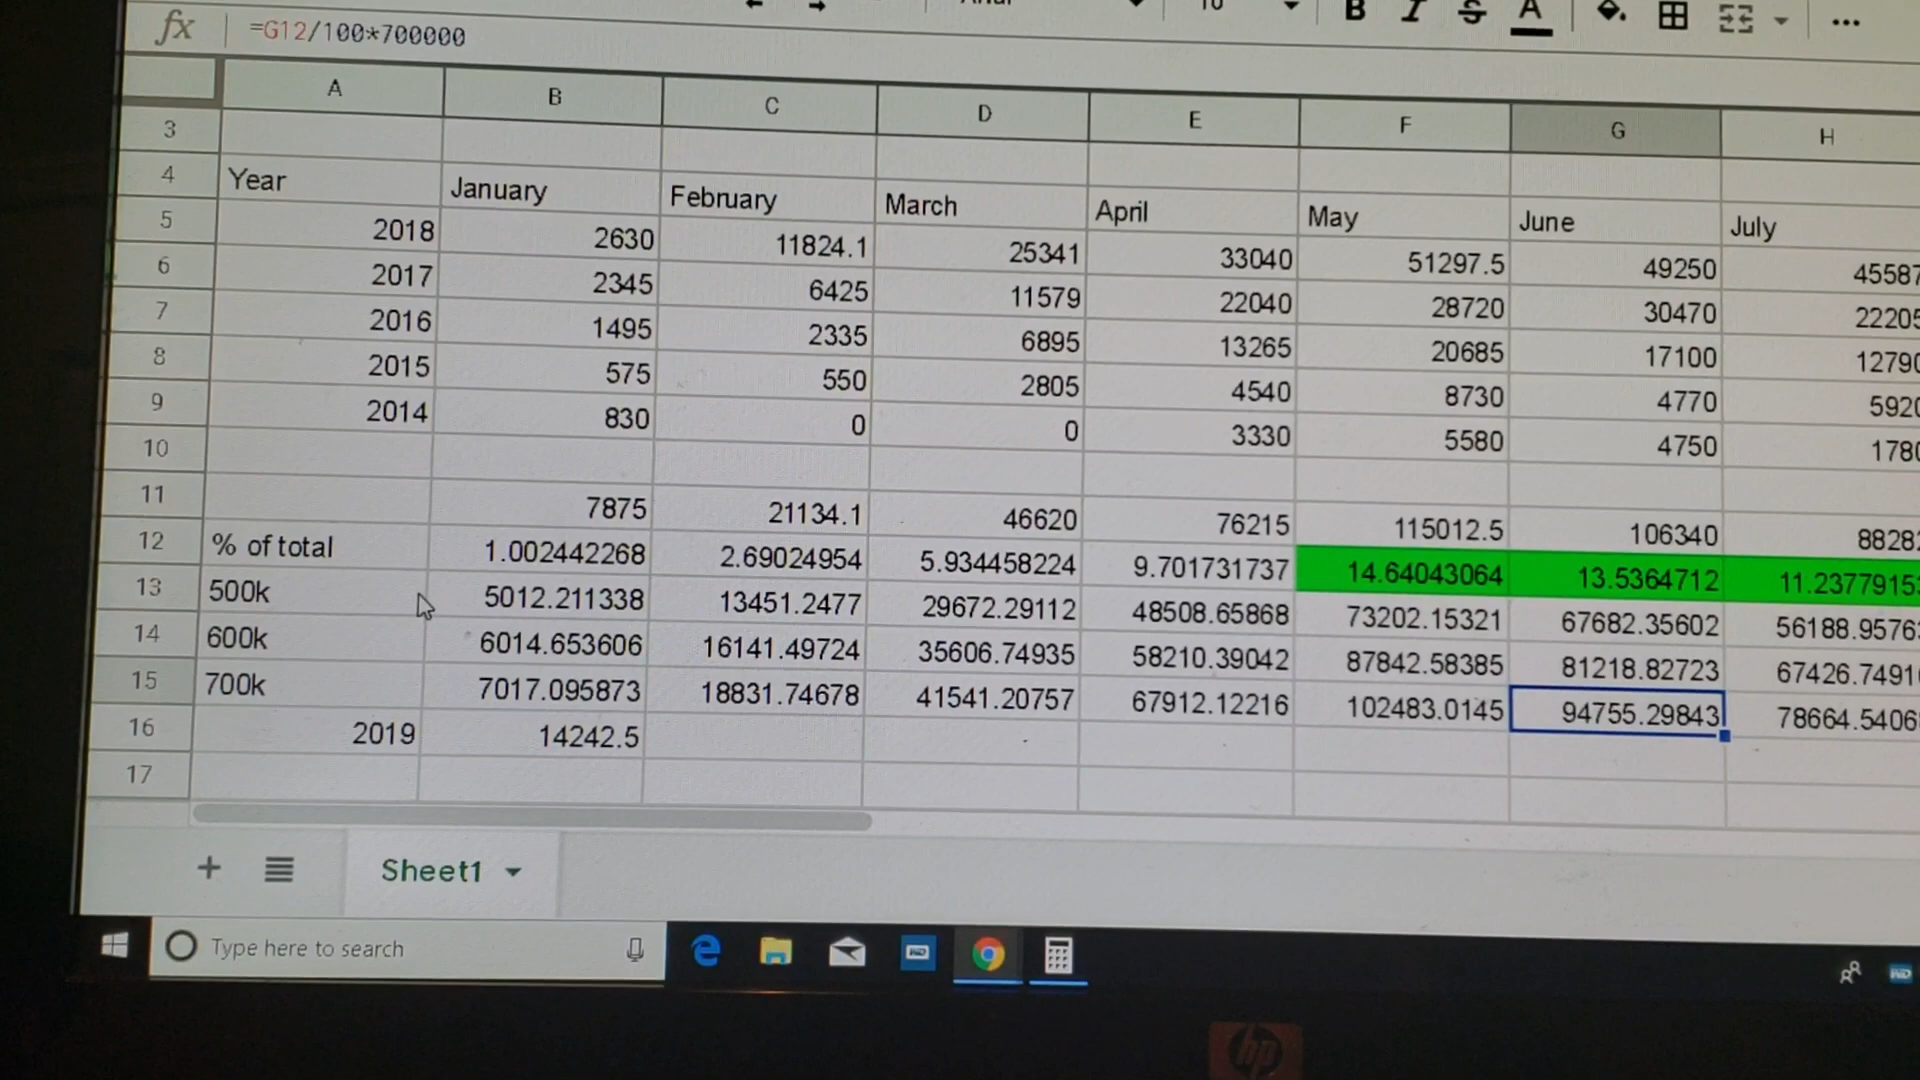 fx =G12/100*700000
10 B I S A ...
A B C D E F G H
3
4 Year January February March April May June July
5 2018 2630 11824.1 25341 33040 51297.5 49250 45587
6 2017 2345 6425 11579 22040 28720 30470 22205
7 2016 1495 2335 6895 13265 20685 17100 12790
8 2015 575 550 2805 4540 8730 4770 5920
9 2014 830 0 0 3330 5580 4750 1780
10
11 7875 21134.1 46620 76215 115012.5 106340 8828
12 % of total 1.002442268 2.69024954 5.934458224 9.701731737 14.64043064 13.5364712 11.23779153
13 500k 5012.211338 13451.2477 29672.29112 48508.65868 73202.15321 67682.35602 56188.9576
14 600k 6014.653606 16141.49724 35606.74935 58210.39042 87842.58385 81218.82723 67426.7491
15 700k 7017.095873 18831.74678 41541.20757 67912.12216 102483.0145 94755.29843 78664.5406
16 2019 14242.5
17
+ Sheet1
Type here to search
WD
WD
hp